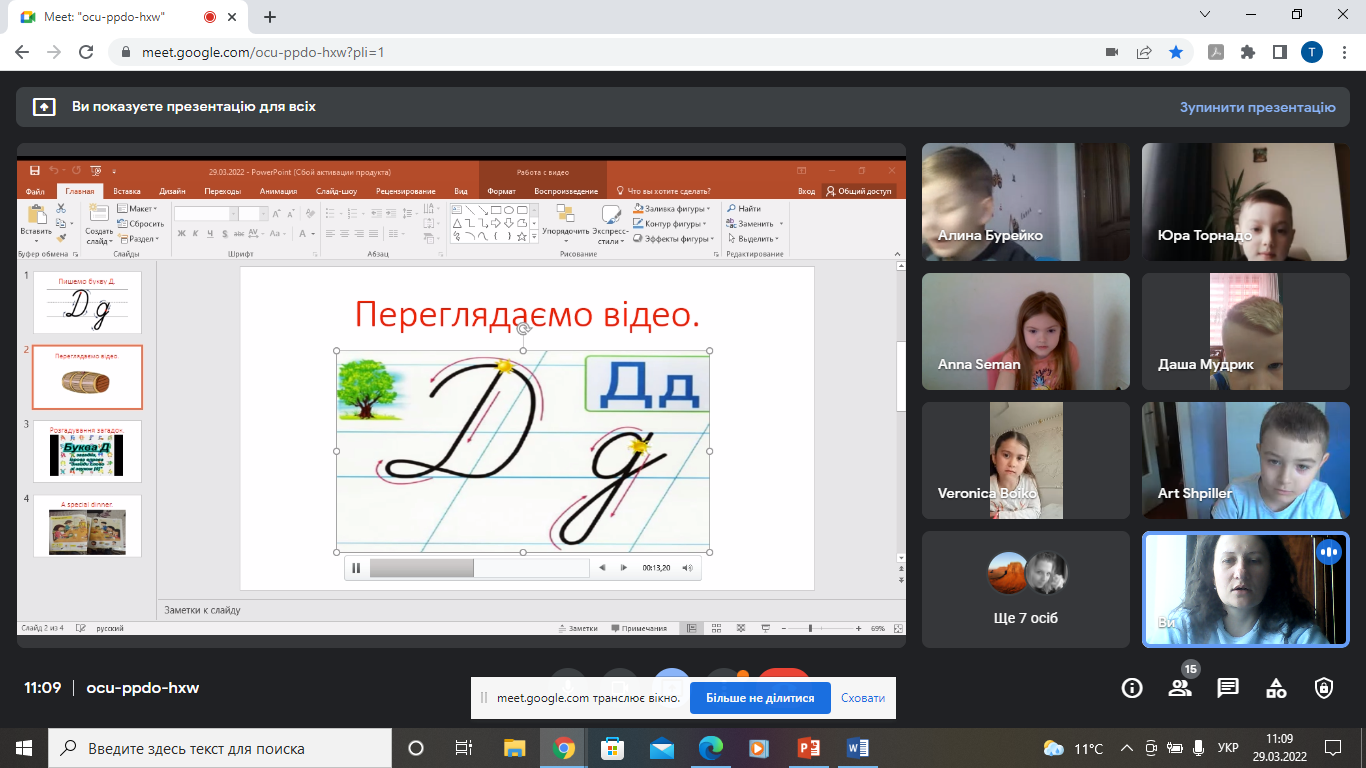 Meet: "ocu-ppdo-hxw"
meet.google.com/ocu-ppdo-hxw?pli=1
T
Ви показуєте презентацію для всіх
Зупинити презентацію
29.03.2022 - PowerPoint (Сбой активации продукта)
Работа с видео
Файл Главная Вставка Дизайн Переходы Анимация Слайд-шоу Рецензирование Вид Формат Воспроизведение Что вы хотите сделать? Вход Общий доступ
Вставить
Создать слайд
Макет
Сбросить
Раздел
Ж К Ч S abc AV Aa A
Упорядочить
Экспресс-стили
Заливка фигуры
Контур фигуры
Эффекты фигуры
Найти
Заменить
Выделить
Буфер обмена Слайды Шрифт Абзац Рисование Редактирование
1
Пишемо букву Д.
Д д
2
Переглядаємо відео.
3
Розгадування загадок.
Буква Д
4
A special dinner.
Переглядаємо відео.
Д д
Дд
00:13,20
Заметки к слайду
Слайд 2 из 4 русский
Заметки Примечания 69%
Алина Бурейко
Юра Торнадо
Anna Seman
Даша Мудрик
Veronica Boiko
Art Shpiller
Ще 7 осіб
Ви
11:09 | ocu-ppdo-hxw
15
meet.google.com транслює вікно.
Більше не ділитися
Сховати
Введите здесь текст для поиска
11°C
УКР
11:09
29.03.2022